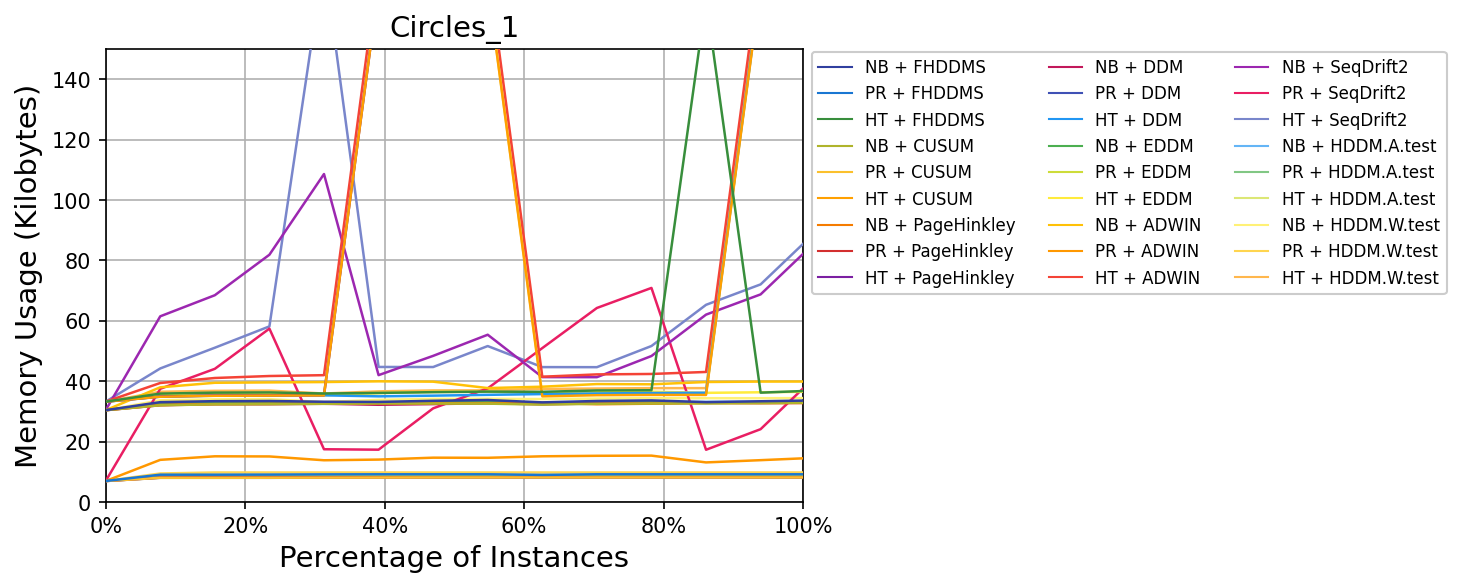 Circles_1
Memory Usage (Kilobytes)
140
120
100
80
60
40
20
0
0%
20%
40%
60%
80%
100%
Percentage of Instances
NB + FHDDMS
PR + FHDDMS
HT + FHDDMS
NB + CUSUM
PR + CUSUM
HT + CUSUM
NB + PageHinkley
PR + PageHinkley
HT + PageHinkley
NB + DDM
PR + DDM
HT + DDM
NB + EDDM
PR + EDDM
HT + EDDM
NB + ADWIN
PR + ADWIN
HT + ADWIN
NB + SeqDrift2
PR + SeqDrift2
HT + SeqDrift2
NB + HDDM.A.test
PR + HDDM.A.test
HT + HDDM.A.test
NB + HDDM.W.test
PR + HDDM.W.test
HT + HDDM.W.test